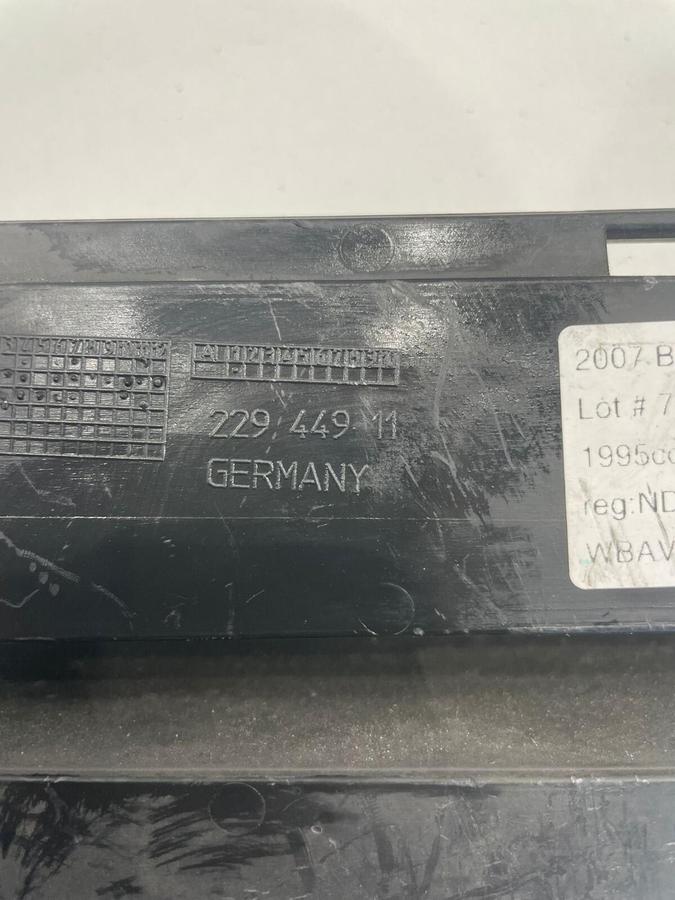 229 449 11
GERMANY
2007 B
Lot # 7
1995cc
reg:ND
WBAV